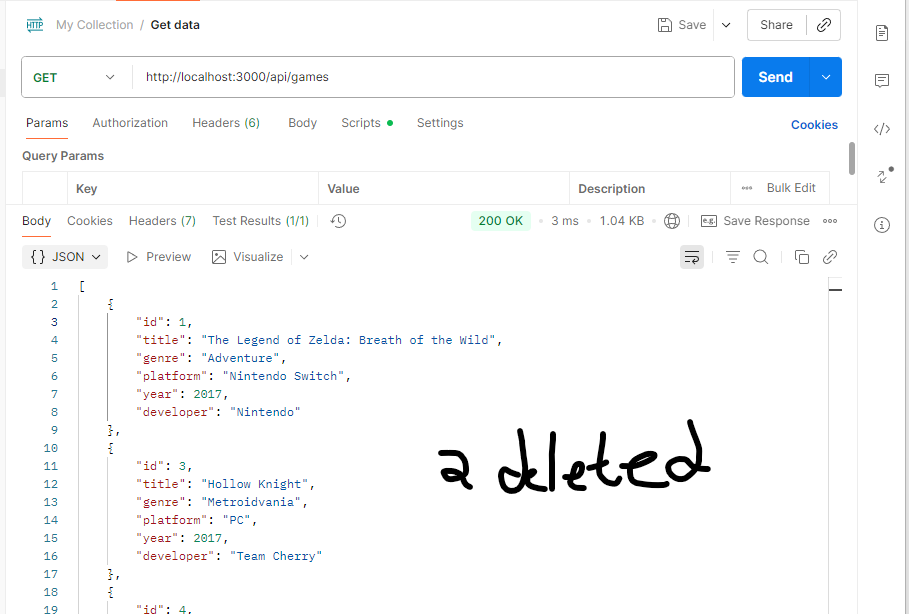 HTTP My Collection / Get data Save Share
GET http://localhost:3000/api/games Send
Params Authorization Headers (6) Body Scripts Settings Cookies
Query Params
Key Value Description ••• Bulk Edit
Body Cookies Headers (7) Test Results (1/1) 200 OK • 3 ms • 1.04 KB • e.g. Save Response •••
{} JSON Preview Visualize
1 [
2 {
3 "id": 1,
4 "title": "The Legend of Zelda: Breath of the Wild",
5 "genre": "Adventure",
6 "platform": "Nintendo Switch",
7 "year": 2017,
8 "developer": "Nintendo"
9 },
10 {
11 "id": 3,
12 "title": "Hollow Knight",
13 "genre": "Metroidvania",
14 "platform": "PC",
15 "year": 2017,
16 "developer": "Team Cherry"
17 },
18 {
19 "id": 4,
2 deleted